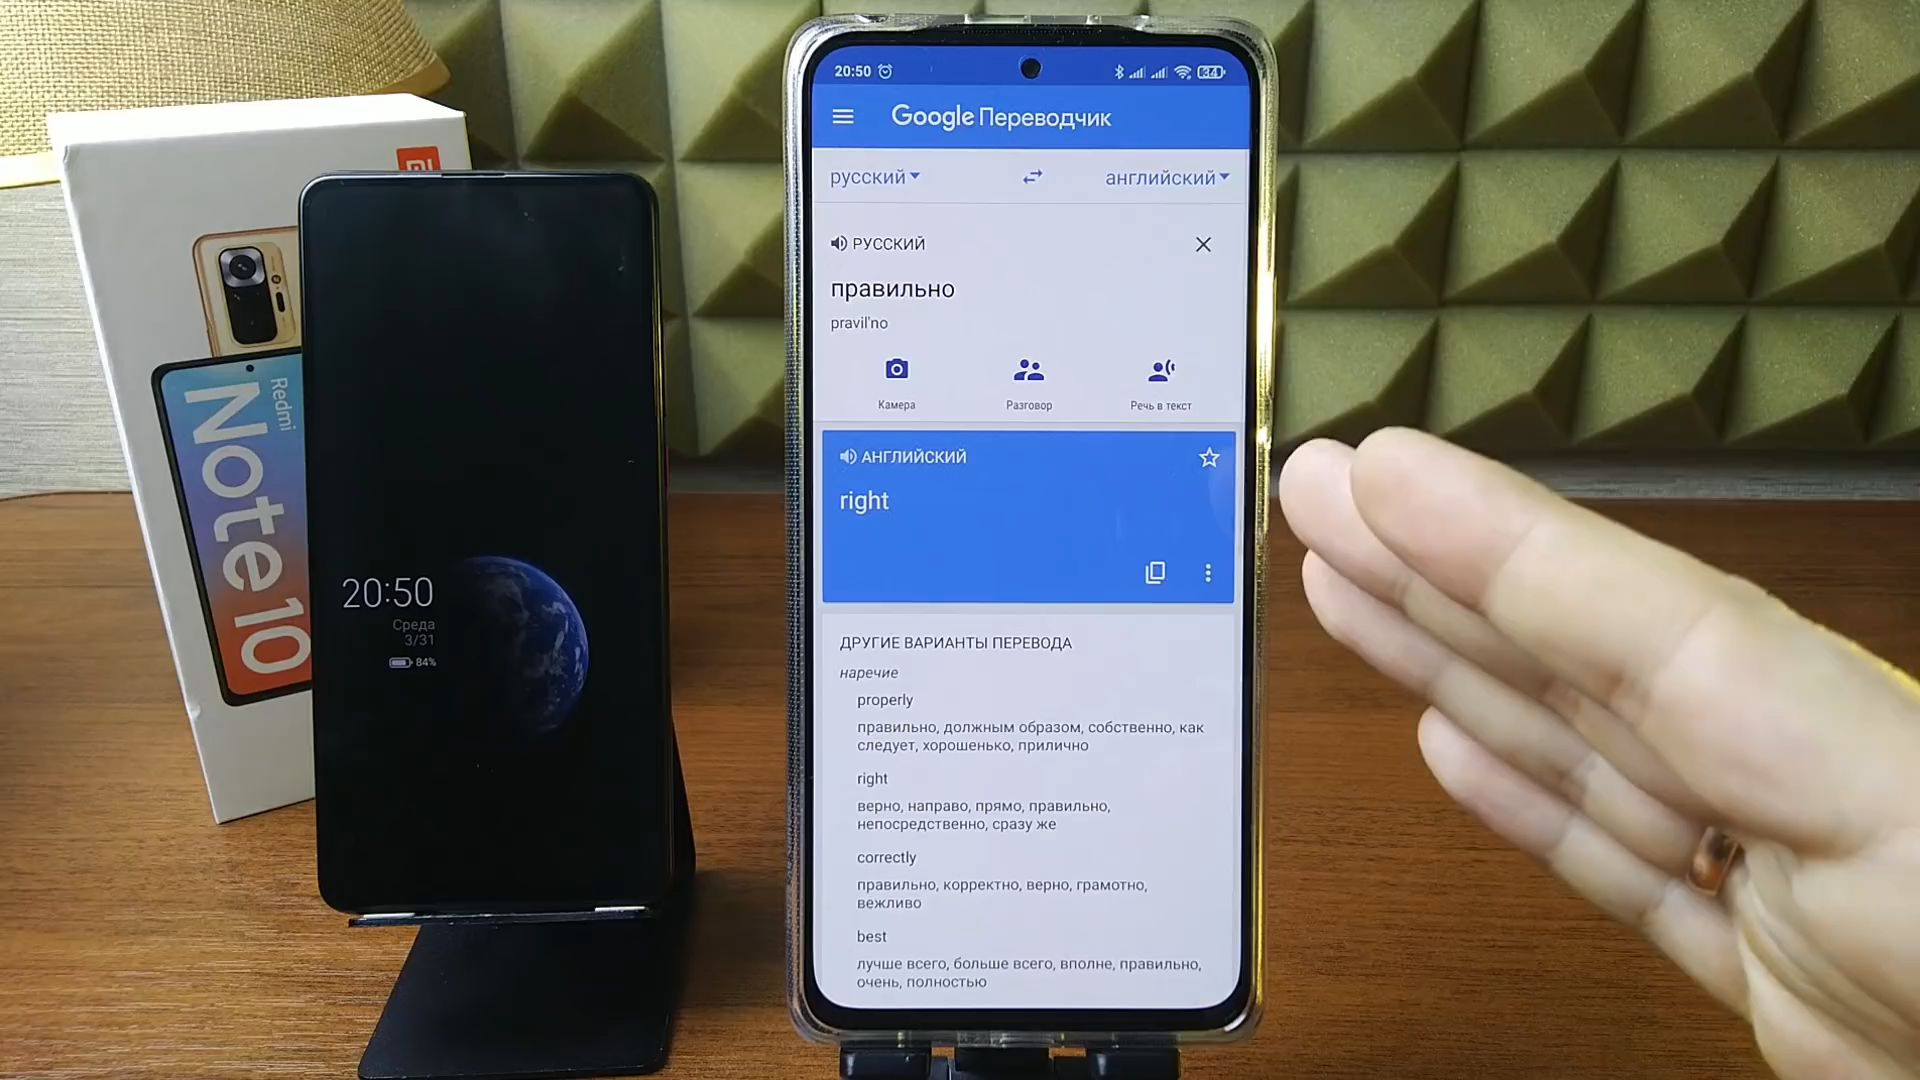 Redmi
Note 10
20:50
Среда
3/31
84%
20:50
34
Google Переводчик
русский
английский
РУССКИЙ
правильно
pravil'no
Камера
Разговор
Речь в текст
АНГЛИЙСКИЙ
right
ДРУГИЕ ВАРИАНТЫ ПЕРЕВОДА
наречие
properly
правильно, должным образом, собственно, как
следует, хорошенько, прилично
right
верно, направо, прямо, правильно,
непосредственно, сразу же
correctly
правильно, корректно, верно, грамотно,
вежливо
best
лучше всего, больше всего, вполне, правильно,
очень, полностью